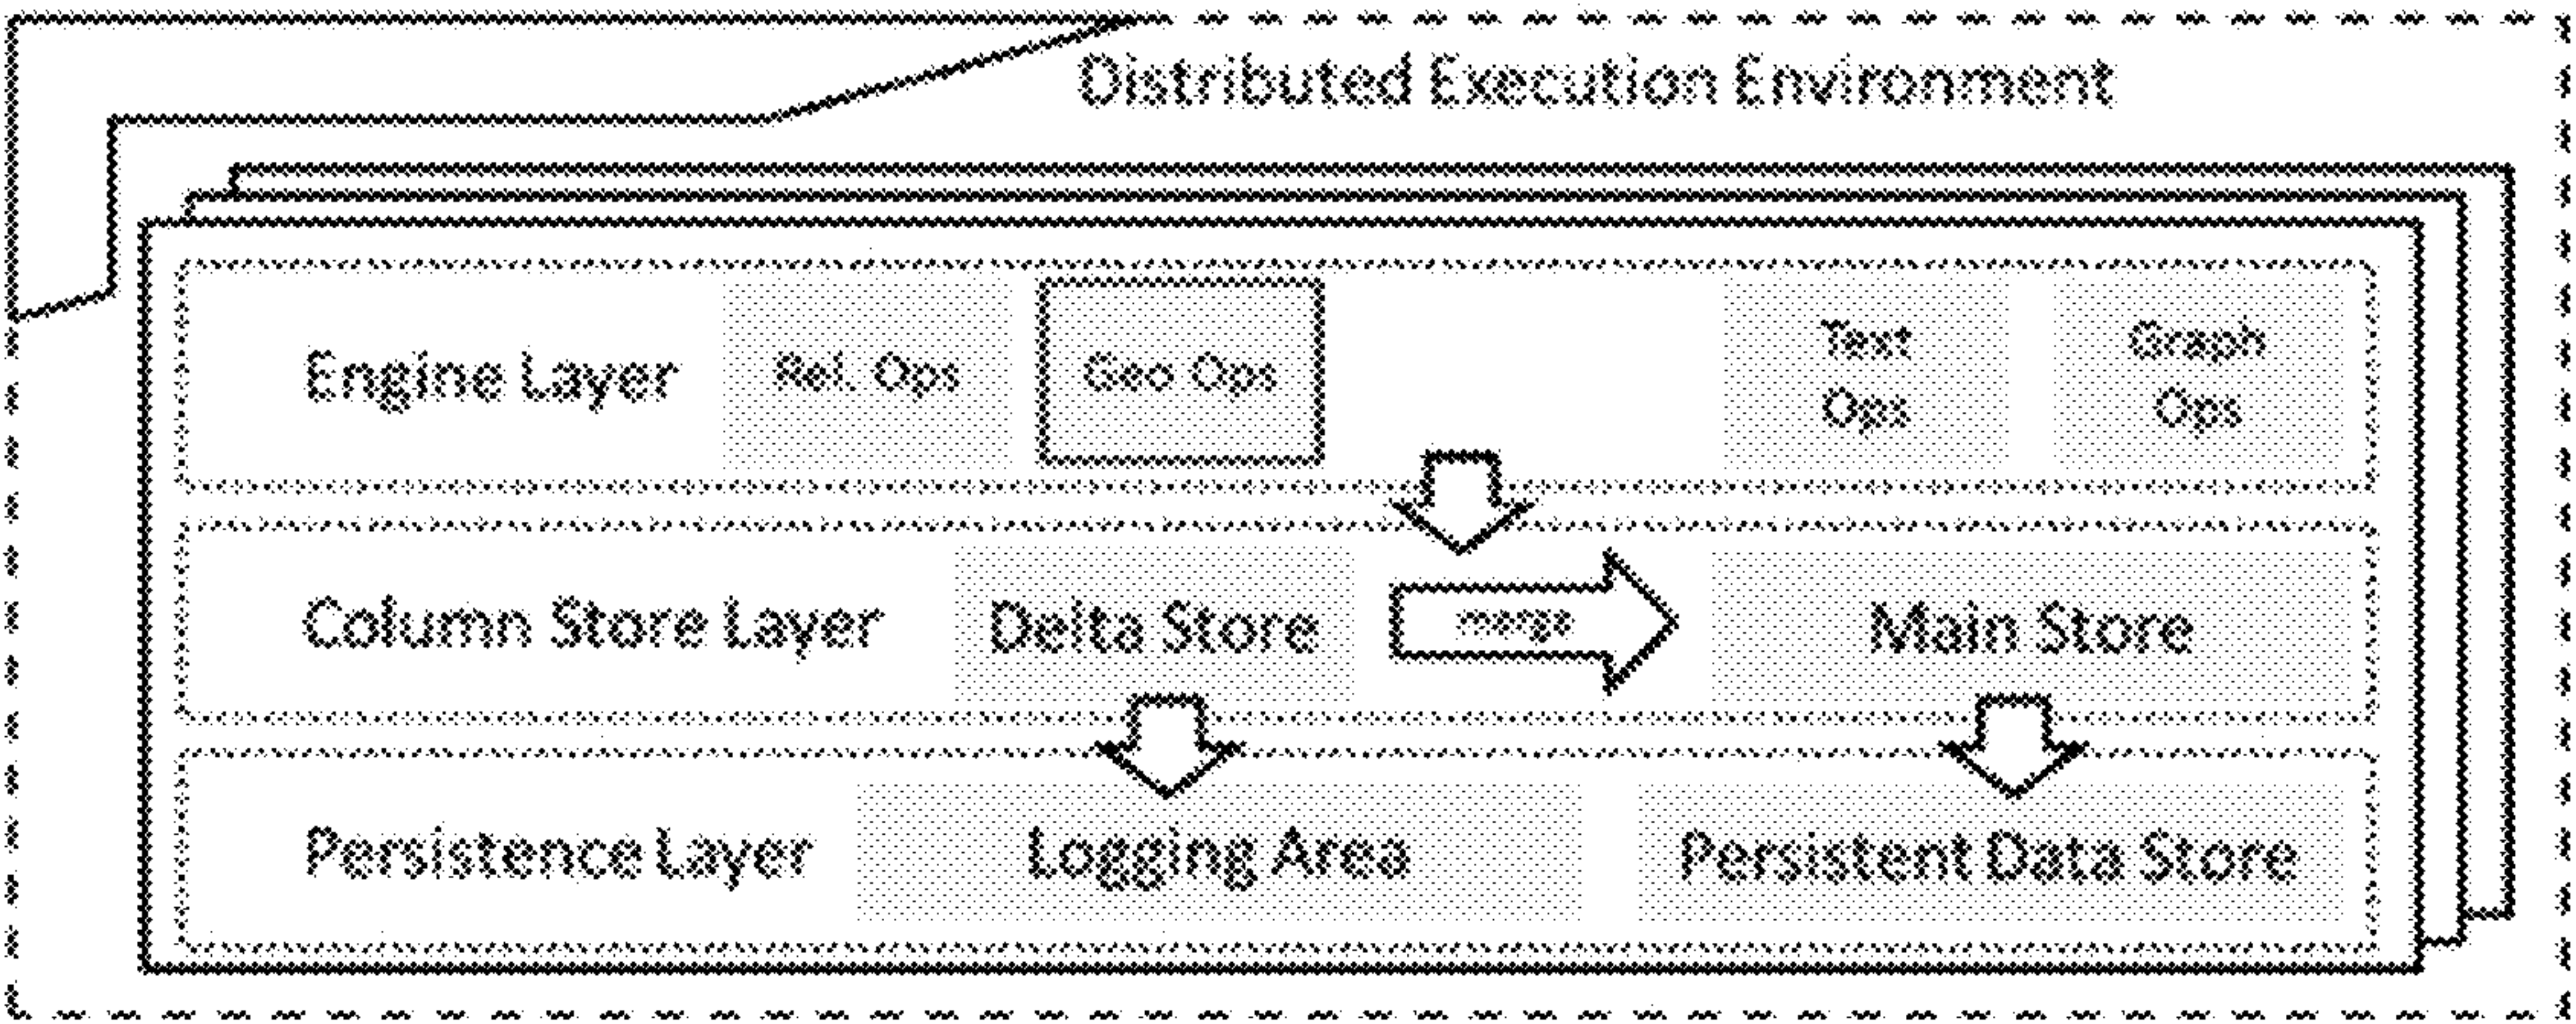 Distributed Execution Environment
Engine Layer
Rel. Ops
Geo Ops
Text
Ops
Graph
Ops
Column Store Layer
Delta Store
merge
Main Store
Persistence Layer
Logging Area
Persistent Data Store